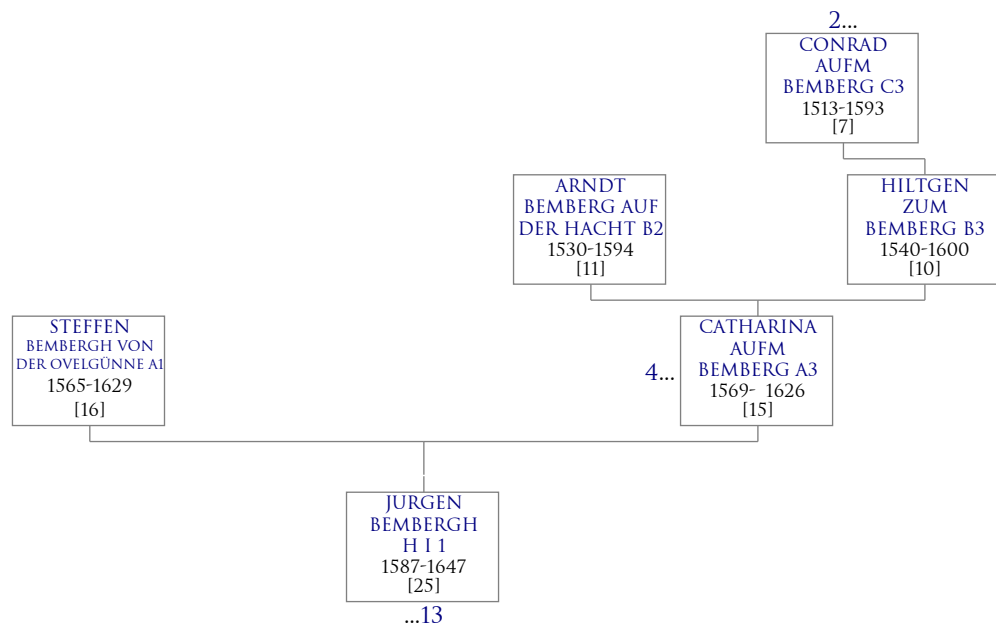 2...
CONRAD
AUFM
BEMBERG C3
1513-1593
[7]
ARNDT
BEMBERG AUF
DER HACHT B2
1530-1594
[11]
HILTGEN
ZUM
BEMBERG B3
1540-1600
[10]
STEFFEN
BEMBERGH VON
DER OVELGÜNNE A1
1565-1629
[16]
4...
CATHARINA
AUFM
BEMBERG A3
1569- 1626
[15]
JURGEN
BEMBERGH
H I 1
1587-1647
[25]
...13